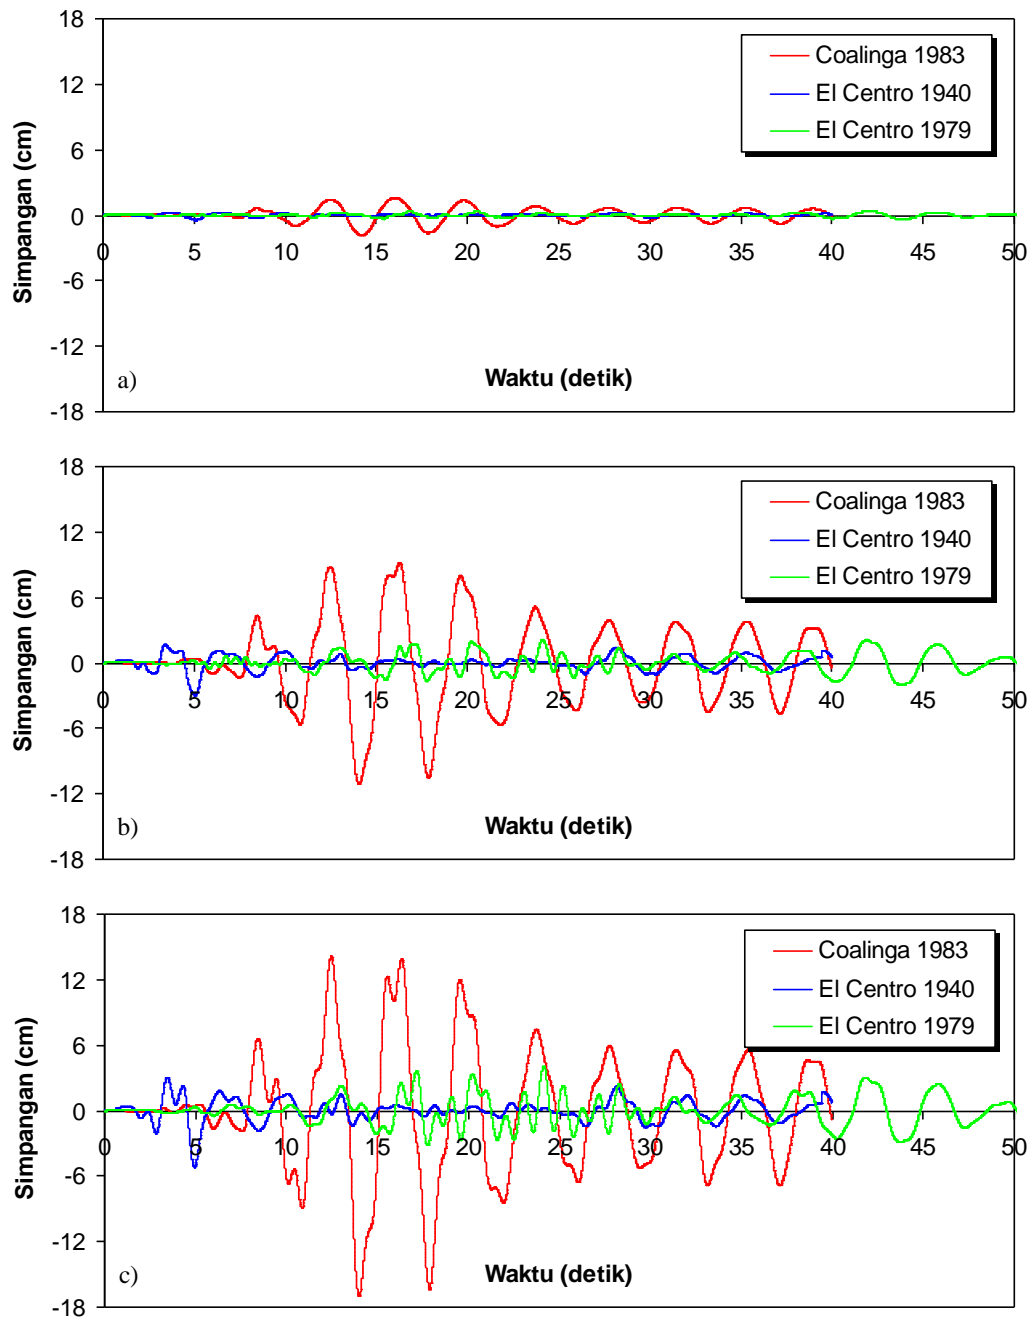 18
Coalinga 1983
El Centro 1940
El Centro 1979
12
6
0
-6
-12
-18
Simpangan (cm)
0 5 10 15 20 25 30 35 40 45 50
Waktu (detik)
a)
18
Coalinga 1983
El Centro 1940
El Centro 1979
12
6
0
-6
-12
-18
Simpangan (cm)
0 5 10 15 20 25 30 35 40 45 50
Waktu (detik)
b)
18
Coalinga 1983
El Centro 1940
El Centro 1979
12
6
0
-6
-12
-18
Simpangan (cm)
0 5 10 15 20 25 30 35 40 45 50
Waktu (detik)
c)